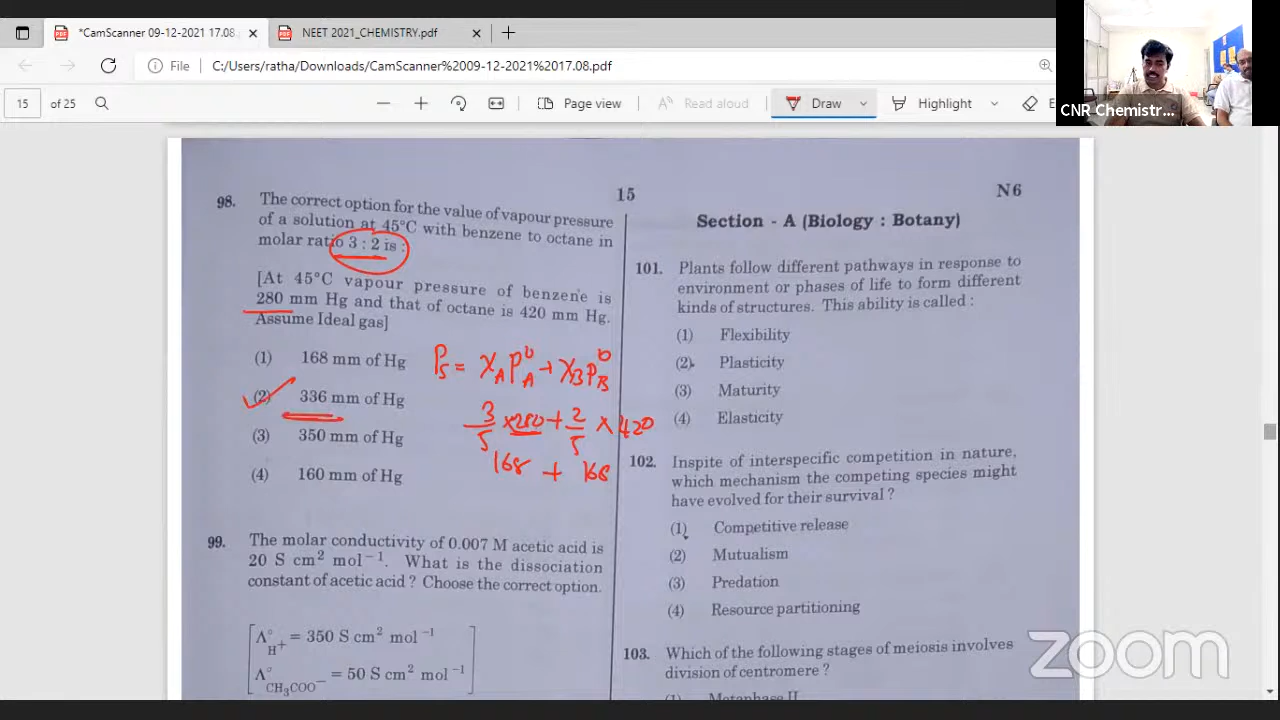 *CamScanner 09-12-2021 17.08
NEET 2021_CHEMISTRY.pdf
File
C:/Users/ratha/Downloads/CamScanner%2009-12-2021%2017.08.pdf
15 of 25
Page view
Read aloud
Draw
Highlight
CNR Chemistr...
15
N6
98. The correct option for the value of vapour pressure
of a solution at 45°C with benzene to octane in
molar ratio 3 : 2 is :
[At 45°C vapour pressure of benzene is
280 mm Hg and that of octane is 420 mm Hg.
Assume Ideal gas]
(1) 168 mm of Hg
(2) 336 mm of Hg
(3) 350 mm of Hg
(4) 160 mm of Hg
Ps = χA P°A + χB P°B
3/5 × 280 + 2/5 × 420
168 + 168
99. The molar conductivity of 0.007 M acetic acid is
20 S cm² mol⁻¹. What is the dissociation
constant of acetic acid ? Choose the correct option.
Λ°H⁺ = 350 S cm² mol⁻¹
Λ°CH₃COO⁻ = 50 S cm² mol⁻¹
Section - A (Biology : Botany)
101. Plants follow different pathways in response to
environment or phases of life to form different
kinds of structures. This ability is called :
(1) Flexibility
(2) Plasticity
(3) Maturity
(4) Elasticity
102. Inspite of interspecific competition in nature,
which mechanism the competing species might
have evolved for their survival ?
(1) Competitive release
(2) Mutualism
(3) Predation
(4) Resource partitioning
103. Which of the following stages of meiosis involves
division of centromere ?
(1) Metaphase II
zoom